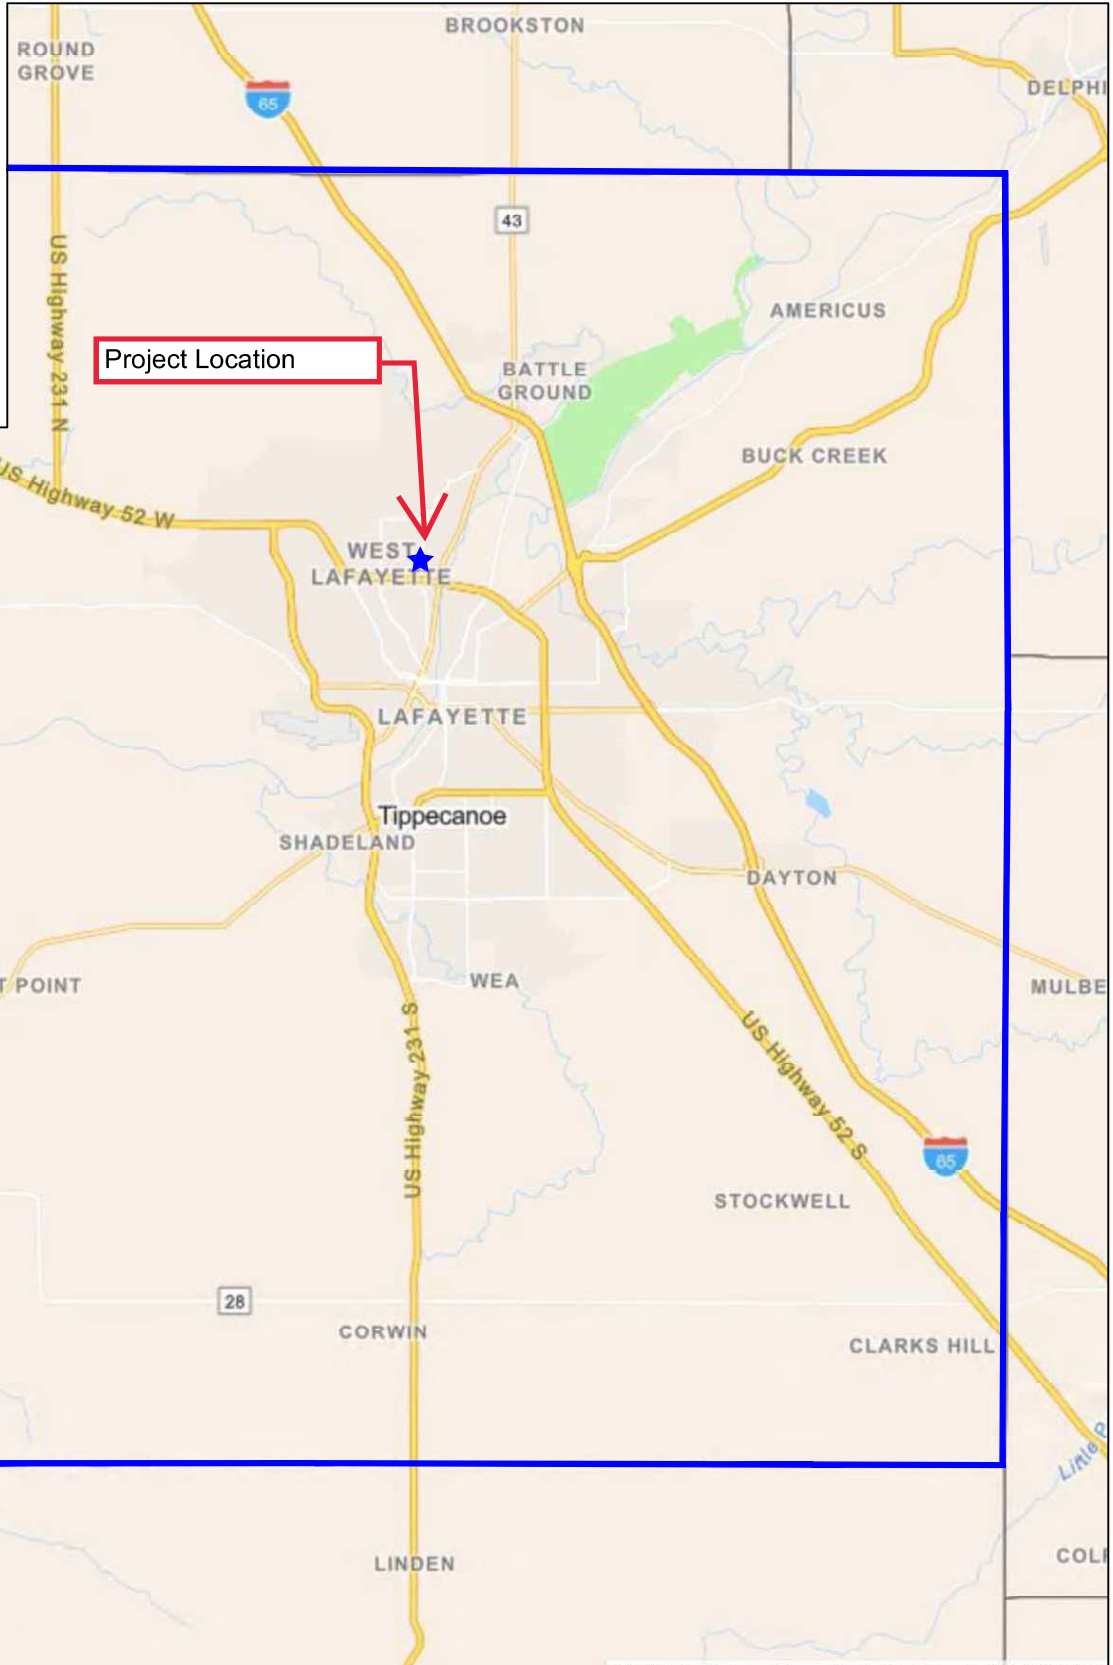 BROOKSTON
ROUND
GROVE
65
DELPHI
43
US Highway 231 N
AMERICUS
Project Location
BATTLE
GROUND
BUCK CREEK
US Highway 52 W
WEST
LAFAYETTE
LAFAYETTE
Tippecanoe
SHADELAND
DAYTON
T POINT
WEA
MULBE
US Highway 231 S
US Highway 52 S
65
STOCKWELL
28
CORWIN
CLARKS HILL
Little P
LINDEN
COLF